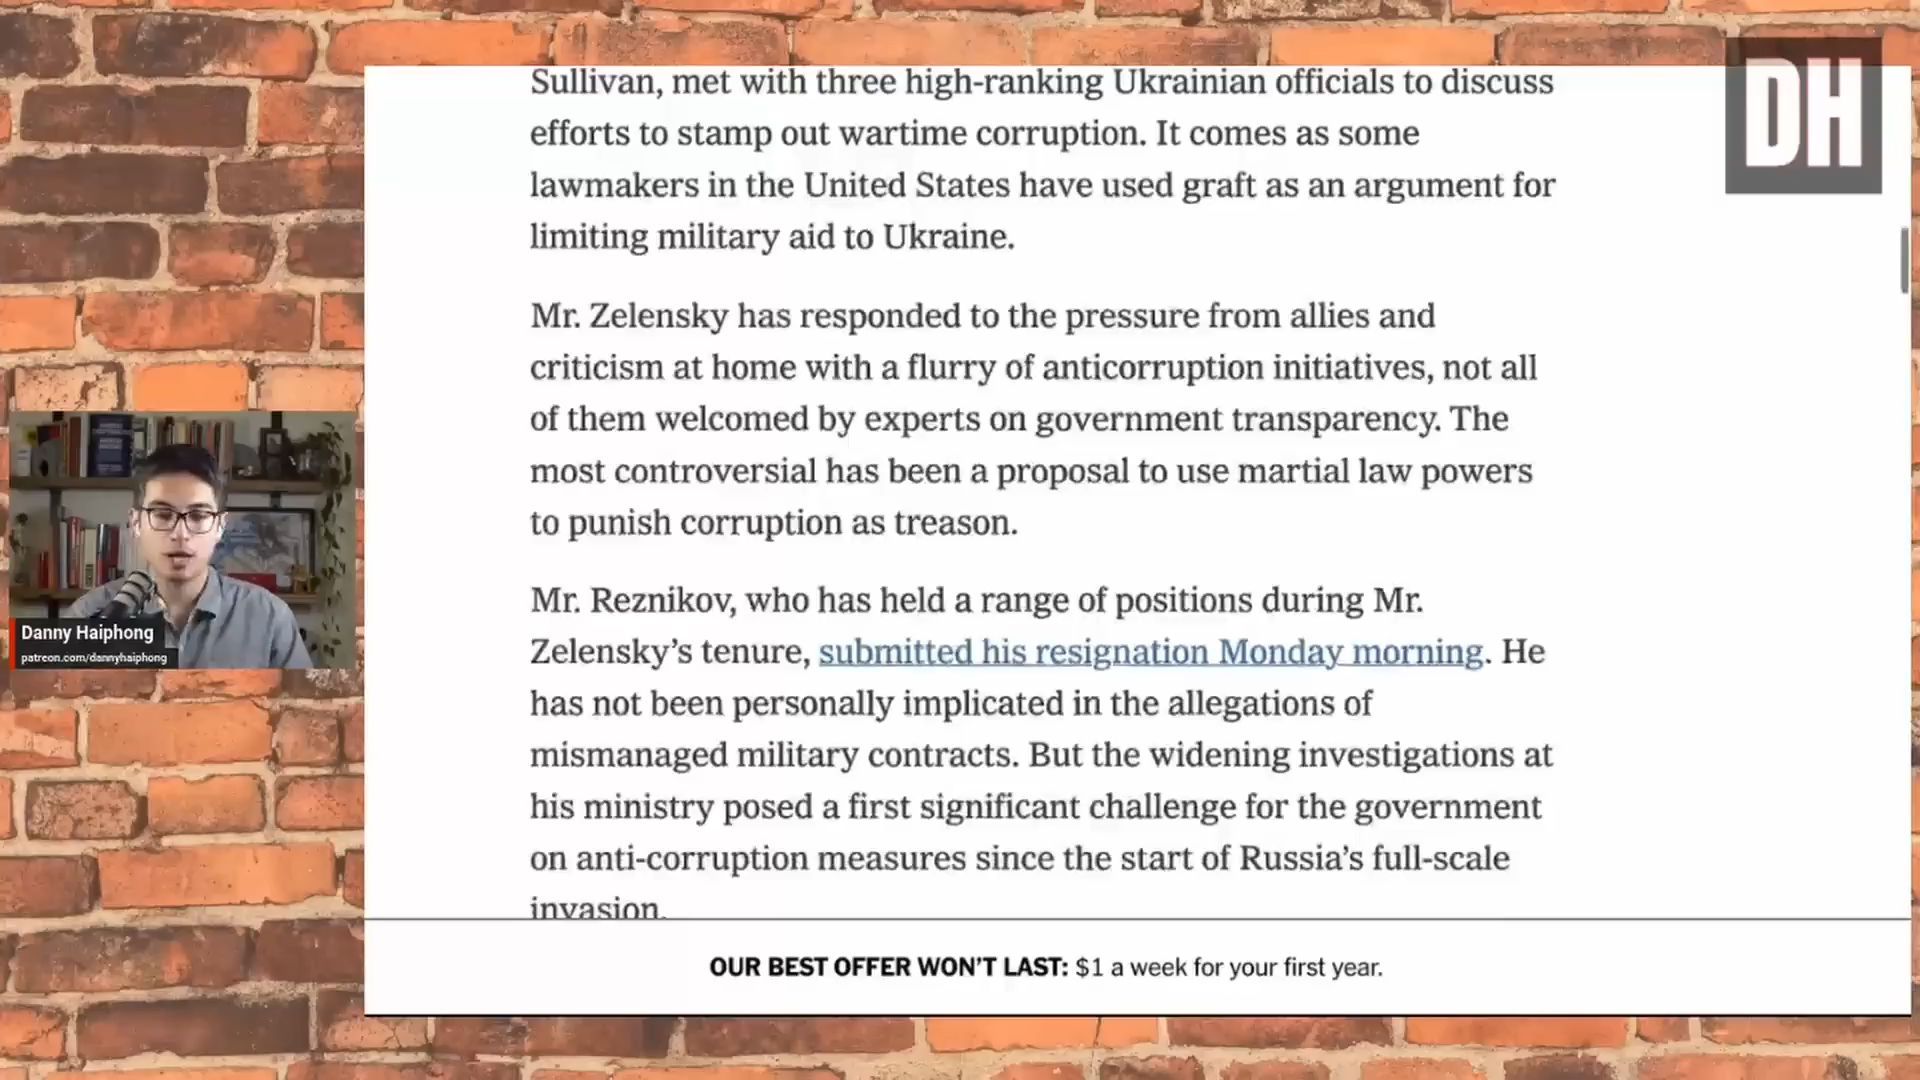 Sullivan, met with three high-ranking Ukrainian officials to discuss
efforts to stamp out wartime corruption. It comes as some
lawmakers in the United States have used graft as an argument for
limiting military aid to Ukraine.
Mr. Zelensky has responded to the pressure from allies and
criticism at home with a flurry of anticorruption initiatives, not all
of them welcomed by experts on government transparency. The
most controversial has been a proposal to use martial law powers
to punish corruption as treason.
Mr. Reznikov, who has held a range of positions during Mr.
Zelensky’s tenure, submitted his resignation Monday morning. He
has not been personally implicated in the allegations of
mismanaged military contracts. But the widening investigations at
his ministry posed a first significant challenge for the government
on anti-corruption measures since the start of Russia’s full-scale
invasion.
OUR BEST OFFER WON’T LAST: $1 a week for your first year.
DH
Danny Haiphong
patreon.com/dannyhaiphong